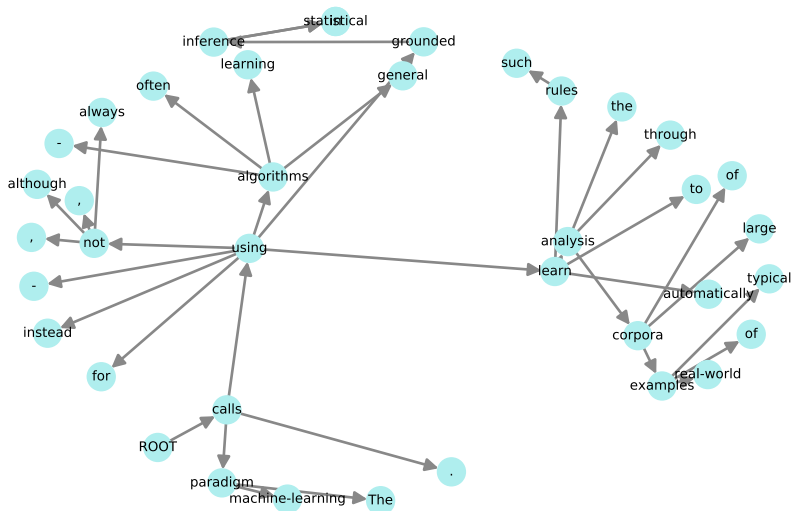 statistical
in
inference
grounded
such
learning
general
often
rules
the
always
through
-
of
algorithms
although
to
,
large
,
not
analysis
using
learn
typical
-
automatically
instead
corpora
of
for
real-world
examples
calls
ROOT
.
paradigm
machine-learning
The